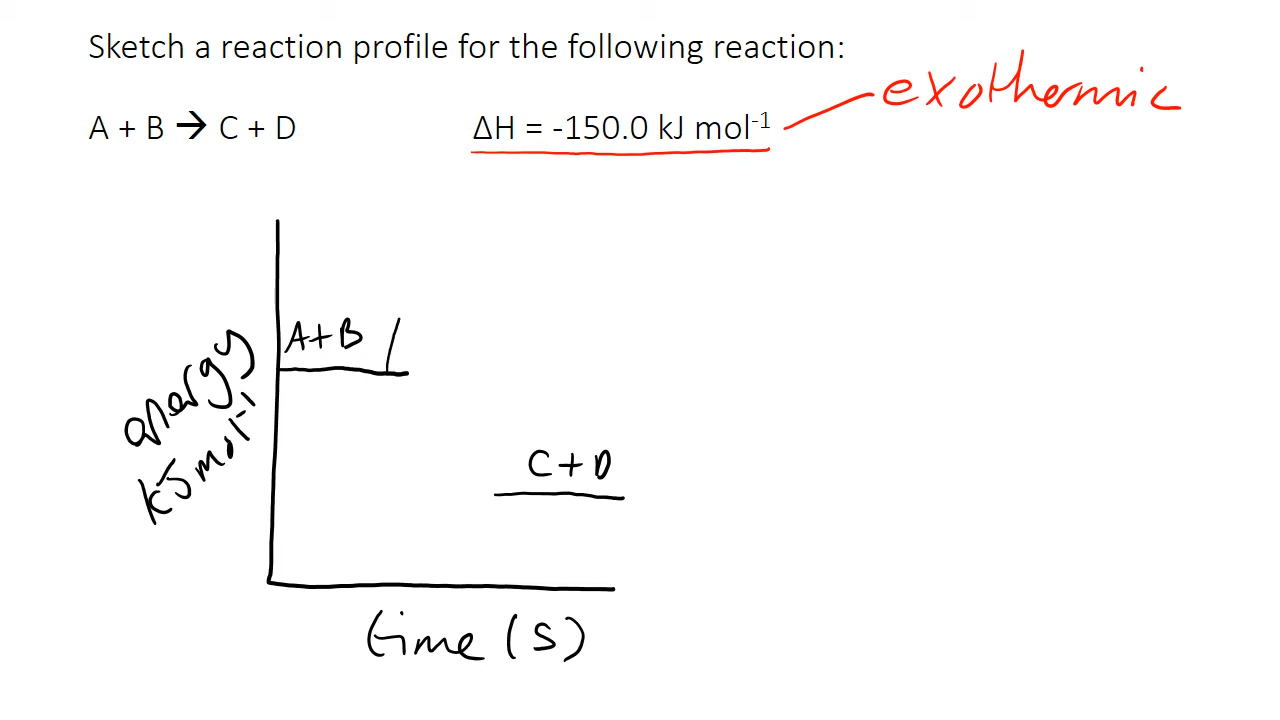 Sketch a reaction profile for the following reaction:
exothermic
A + B → C + D ΔH = -150.0 kJ mol⁻¹
A+B
energy
kJ mol⁻¹
C+D
time (s)